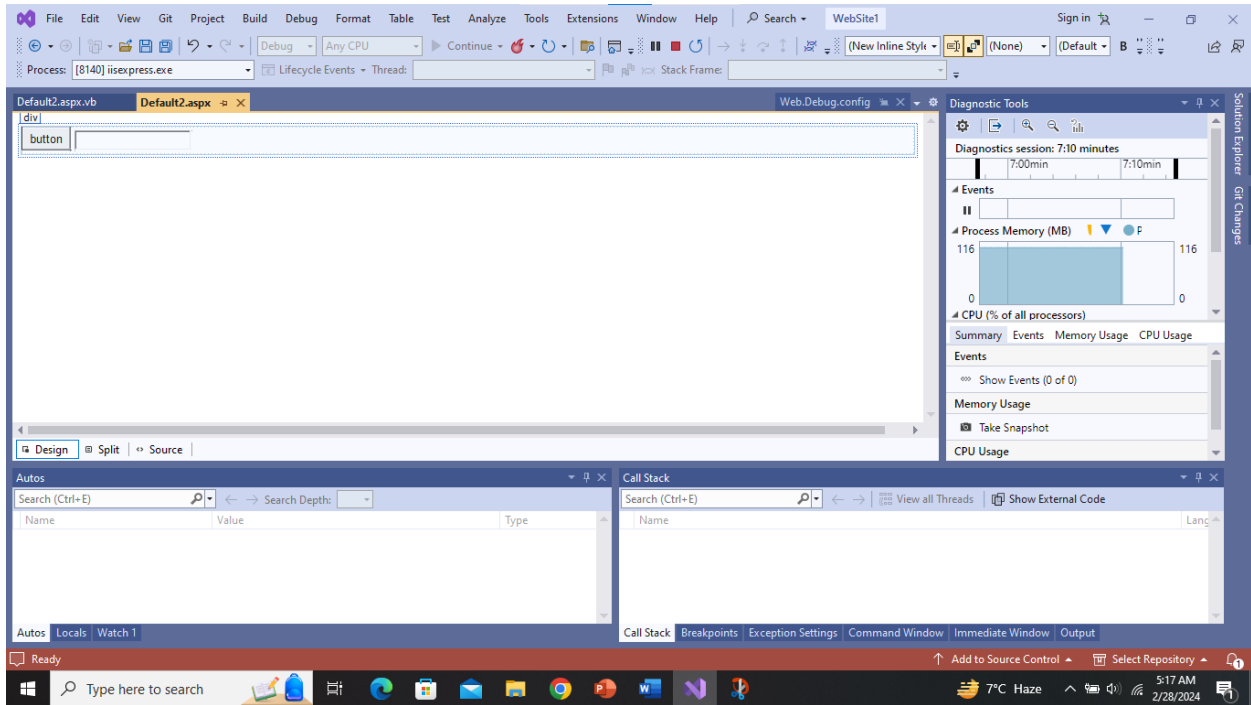 File Edit View Git Project Build Debug Format Table Test Analyze Tools Extensions Window Help Search WebSite1 Sign in
Debug Any CPU Continue (New Inline Style (None) (Default B
Process: [8140] iisexpress.exe Lifecycle Events Thread: Stack Frame:
Default2.aspx.vb Default2.aspx Web.Debug.config
div
button
Diagnostic Tools
Diagnostics session: 7:10 minutes
7:00min 7:10min
Events
Process Memory (MB) P
116 116
0 0
CPU (% of all processors)
Summary Events Memory Usage CPU Usage
Events
Show Events (0 of 0)
Memory Usage
Take Snapshot
CPU Usage
Solution Explorer
Git Changes
Design Split Source
Autos
Search (Ctrl+E) Search Depth:
Name Value Type
Autos Locals Watch 1
Call Stack
Search (Ctrl+E) View all Threads Show External Code
Name Lang
Call Stack Breakpoints Exception Settings Command Window Immediate Window Output
Ready Add to Source Control Select Repository 1
Type here to search 7°C Haze 5:17 AM
2/28/2024 1